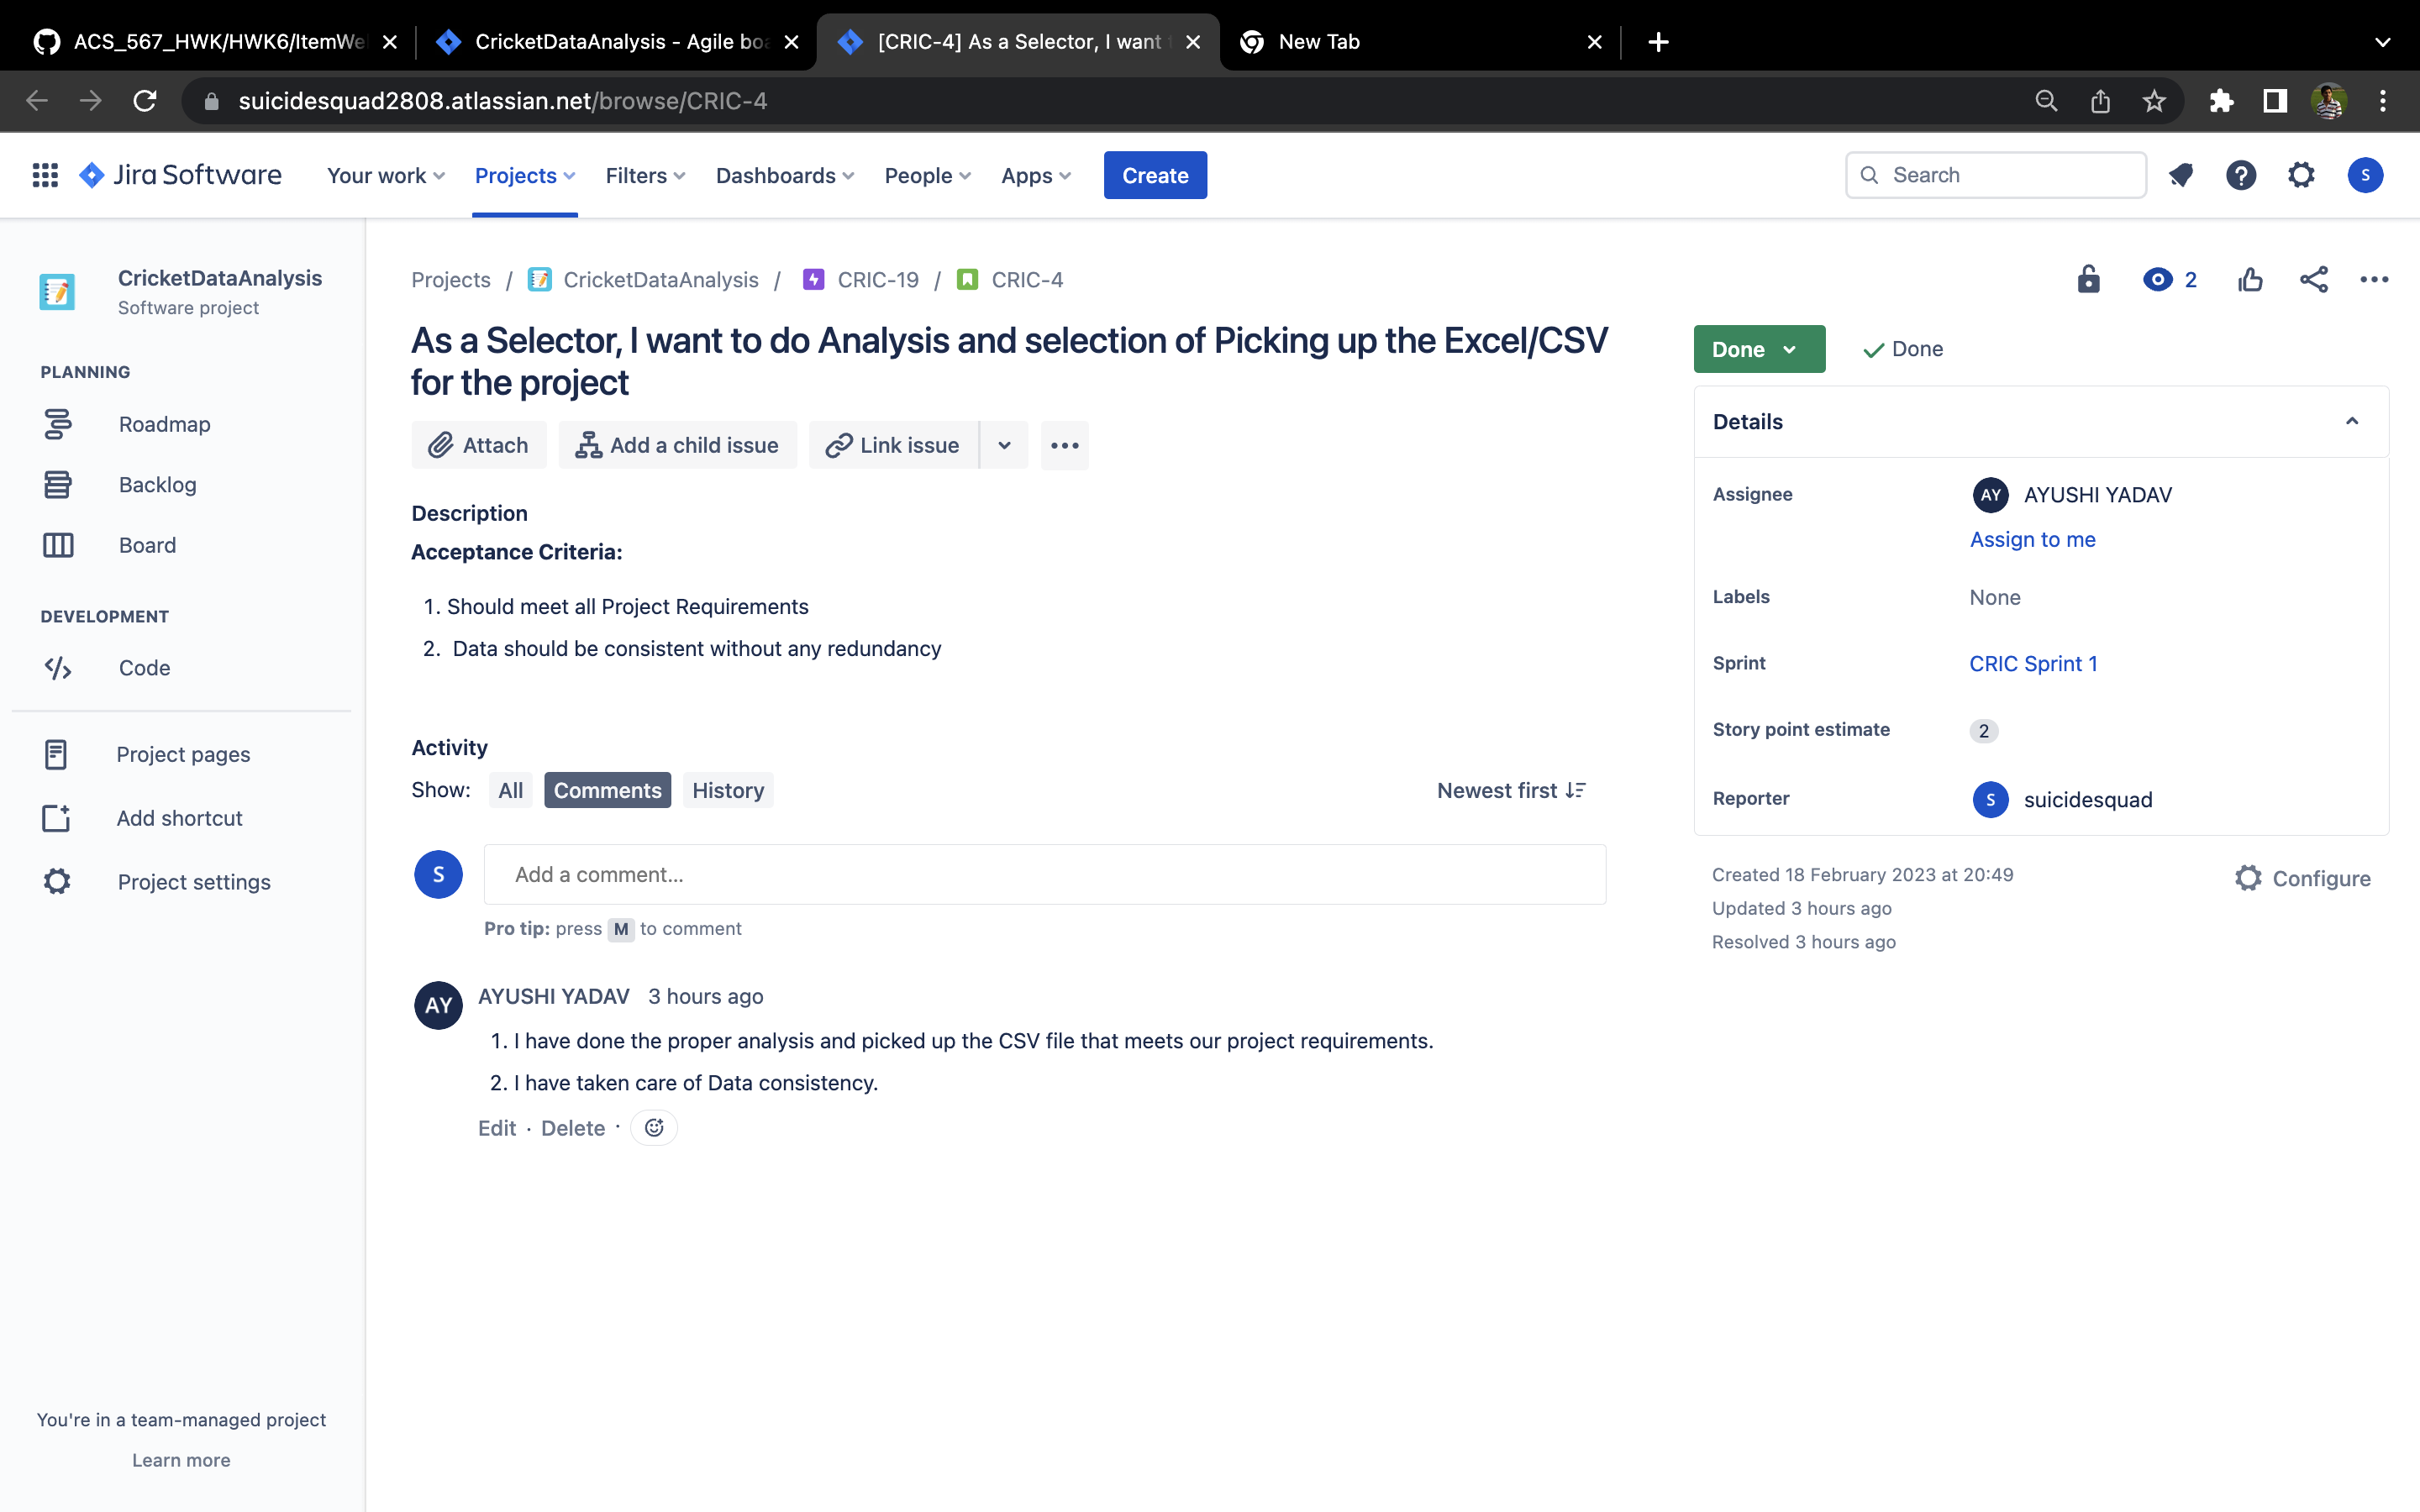 ACS_567_HWK/HWK6/ItemWe
CricketDataAnalysis - Agile boa
[CRIC-4] As a Selector, I want
New Tab
suicidesquad2808.atlassian.net/browse/CRIC-4
Jira Software
Your work
Projects
Filters
Dashboards
People
Apps
Create
Search
S
CricketDataAnalysis
Software project
PLANNING
Roadmap
Backlog
Board
DEVELOPMENT
Code
Project pages
Add shortcut
Project settings
You're in a team-managed project
Learn more
Projects / CricketDataAnalysis / CRIC-19 / CRIC-4
2
As a Selector, I want to do Analysis and selection of Picking up the Excel/CSV
for the project
Attach
Add a child issue
Link issue
Description
Acceptance Criteria:
1. Should meet all Project Requirements
2. Data should be consistent without any redundancy
Activity
Show: All Comments History
Newest first
S
Add a comment...
Pro tip: press M to comment
AY
AYUSHI YADAV 3 hours ago
1. I have done the proper analysis and picked up the CSV file that meets our project requirements.
2. I have taken care of Data consistency.
Edit · Delete ·
Done
Done
Details
Assignee
AY AYUSHI YADAV
Assign to me
Labels
None
Sprint
CRIC Sprint 1
Story point estimate
2
Reporter
S suicidesquad
Created 18 February 2023 at 20:49
Updated 3 hours ago
Resolved 3 hours ago
Configure